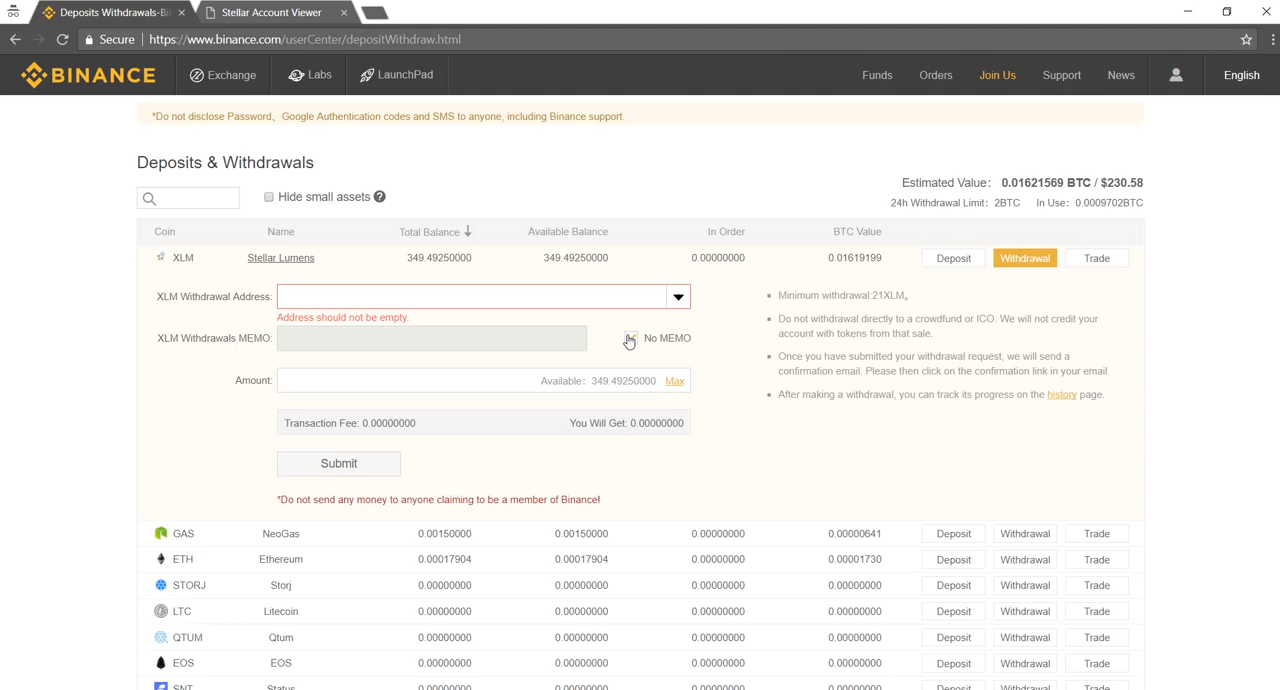 Deposits Withdrawals-Bi
Stellar Account Viewer
Secure https://www.binance.com/userCenter/depositWithdraw.html
BINANCE Exchange Labs LaunchPad Funds Orders Join Us Support News English
*Do not disclose Password、Google Authentication codes and SMS to anyone, including Binance support.
Deposits & Withdrawals
Estimated Value： 0.01621569 BTC / $230.58
Hide small assets ?
24h Withdrawal Limit：2BTC In Use：0.0009702BTC
Coin Name Total Balance Available Balance In Order BTC Value
XLM Stellar Lumens 349.49250000 349.49250000 0.00000000 0.01619199 Deposit Withdrawal Trade
XLM Withdrawal Address:
Address should not be empty.
XLM Withdrawals MEMO: No MEMO
Amount: Available：349.49250000 Max
Transaction Fee: 0.00000000 You Will Get: 0.00000000
Submit
*Do not send any money to anyone claiming to be a member of Binance!
Minimum withdrawal:21XLM。
Do not withdrawal directly to a crowdfund or ICO. We will not credit your
account with tokens from that sale.
Once you have submitted your withdrawal request, we will send a
confirmation email. Please then click on the confirmation link in your email.
After making a withdrawal, you can track its progress on the history page.
GAS NeoGas 0.00150000 0.00150000 0.00000000 0.00000641 Deposit Withdrawal Trade
ETH Ethereum 0.00017904 0.00017904 0.00000000 0.00001730 Deposit Withdrawal Trade
STORJ Storj 0.00000000 0.00000000 0.00000000 0.00000000 Deposit Withdrawal Trade
LTC Litecoin 0.00000000 0.00000000 0.00000000 0.00000000 Deposit Withdrawal Trade
QTUM Qtum 0.00000000 0.00000000 0.00000000 0.00000000 Deposit Withdrawal Trade
EOS EOS 0.00000000 0.00000000 0.00000000 0.00000000 Deposit Withdrawal Trade
SNT Status 0.00000000 0.00000000 0.00000000 0.00000000 Deposit Withdrawal Trade